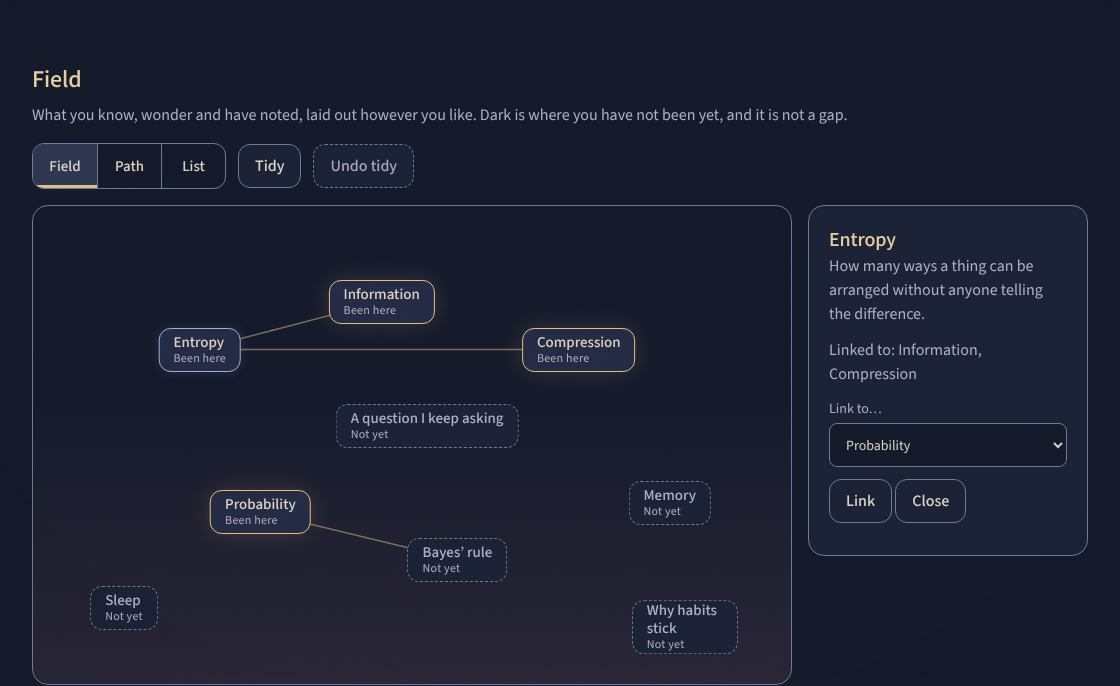 Field
What you know, wonder and have noted, laid out however you like. Dark is where you have not been yet, and it is not a gap.
Field
Path
List
Tidy
Undo tidy
Information
Been here
Entropy
Been here
Compression
Been here
A question I keep asking
Not yet
Probability
Been here
Memory
Not yet
Bayes’ rule
Not yet
Sleep
Not yet
Why habits
stick
Not yet
Entropy
How many ways a thing can be
arranged without anyone telling
the difference.
Linked to: Information,
Compression
Link to…
Probability
Link
Close